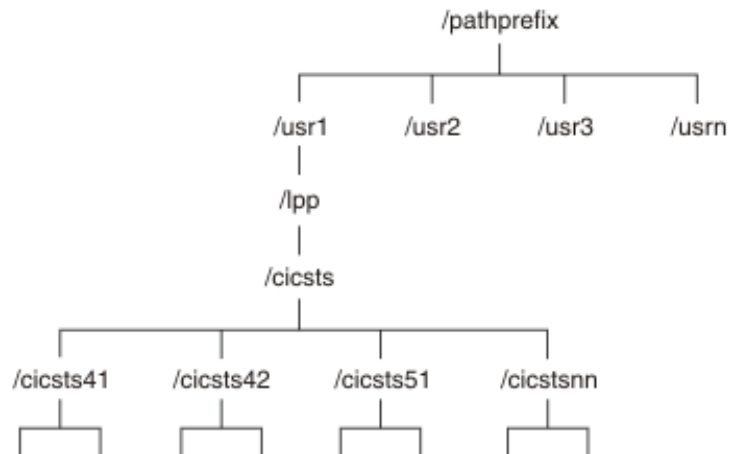 /pathprefix
/usr1 /usr2 /usr3 /usrn
/lpp
/cicsts
/cicsts41 /cicsts42 /cicsts51 /cicstsnn